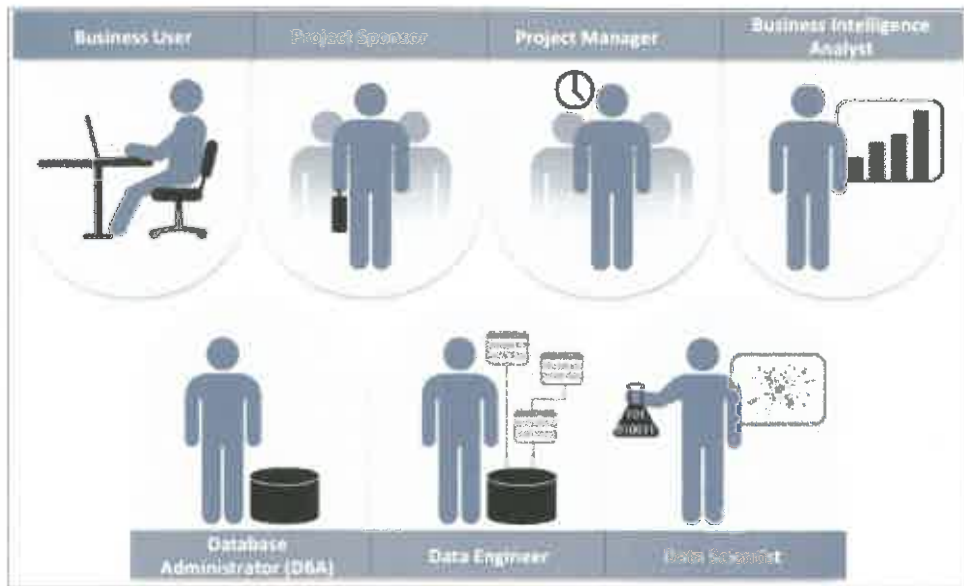 Business User
Project Sponsor
Project Manager
Business Intelligence
Analyst
Database
Administrator (DBA)
Data Engineer
Data Scientist